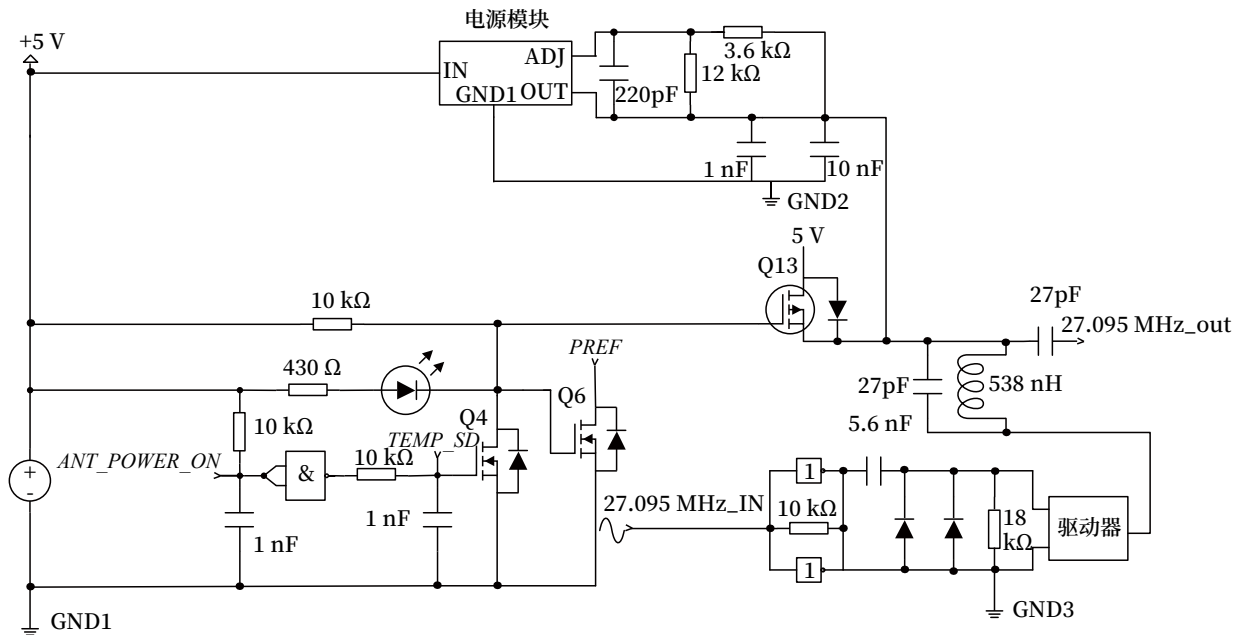 电源模块
+5 V
ADJ
3.6 kΩ
IN
12 kΩ
GND1
OUT
220pF
1 nF
10 nF
GND2
5 V
Q13
10 kΩ
27pF
27.095 MHz_out
PREF
430 Ω
27pF
538 nH
Q6
5.6 nF
Q4
10 kΩ
TEMP_SD
ANT_POWER_ON
10 kΩ
+
-
&
1
27.095 MHz_IN
10 kΩ
1 nF
18
kΩ
驱动器
1 nF
1
GND1
GND3